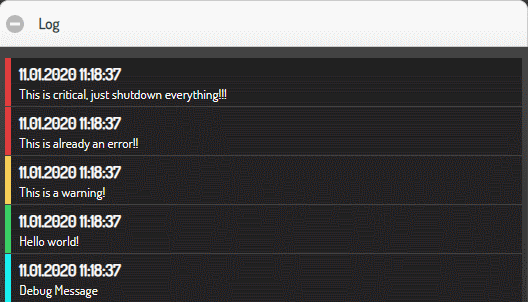 Log
11.01.2020 11:18:37
This is critical, just shutdown everything!!!
11.01.2020 11:18:37
This is already an error!!
11.01.2020 11:18:37
This is a warning!
11.01.2020 11:18:37
Hello world!
11.01.2020 11:18:37
Debug Message